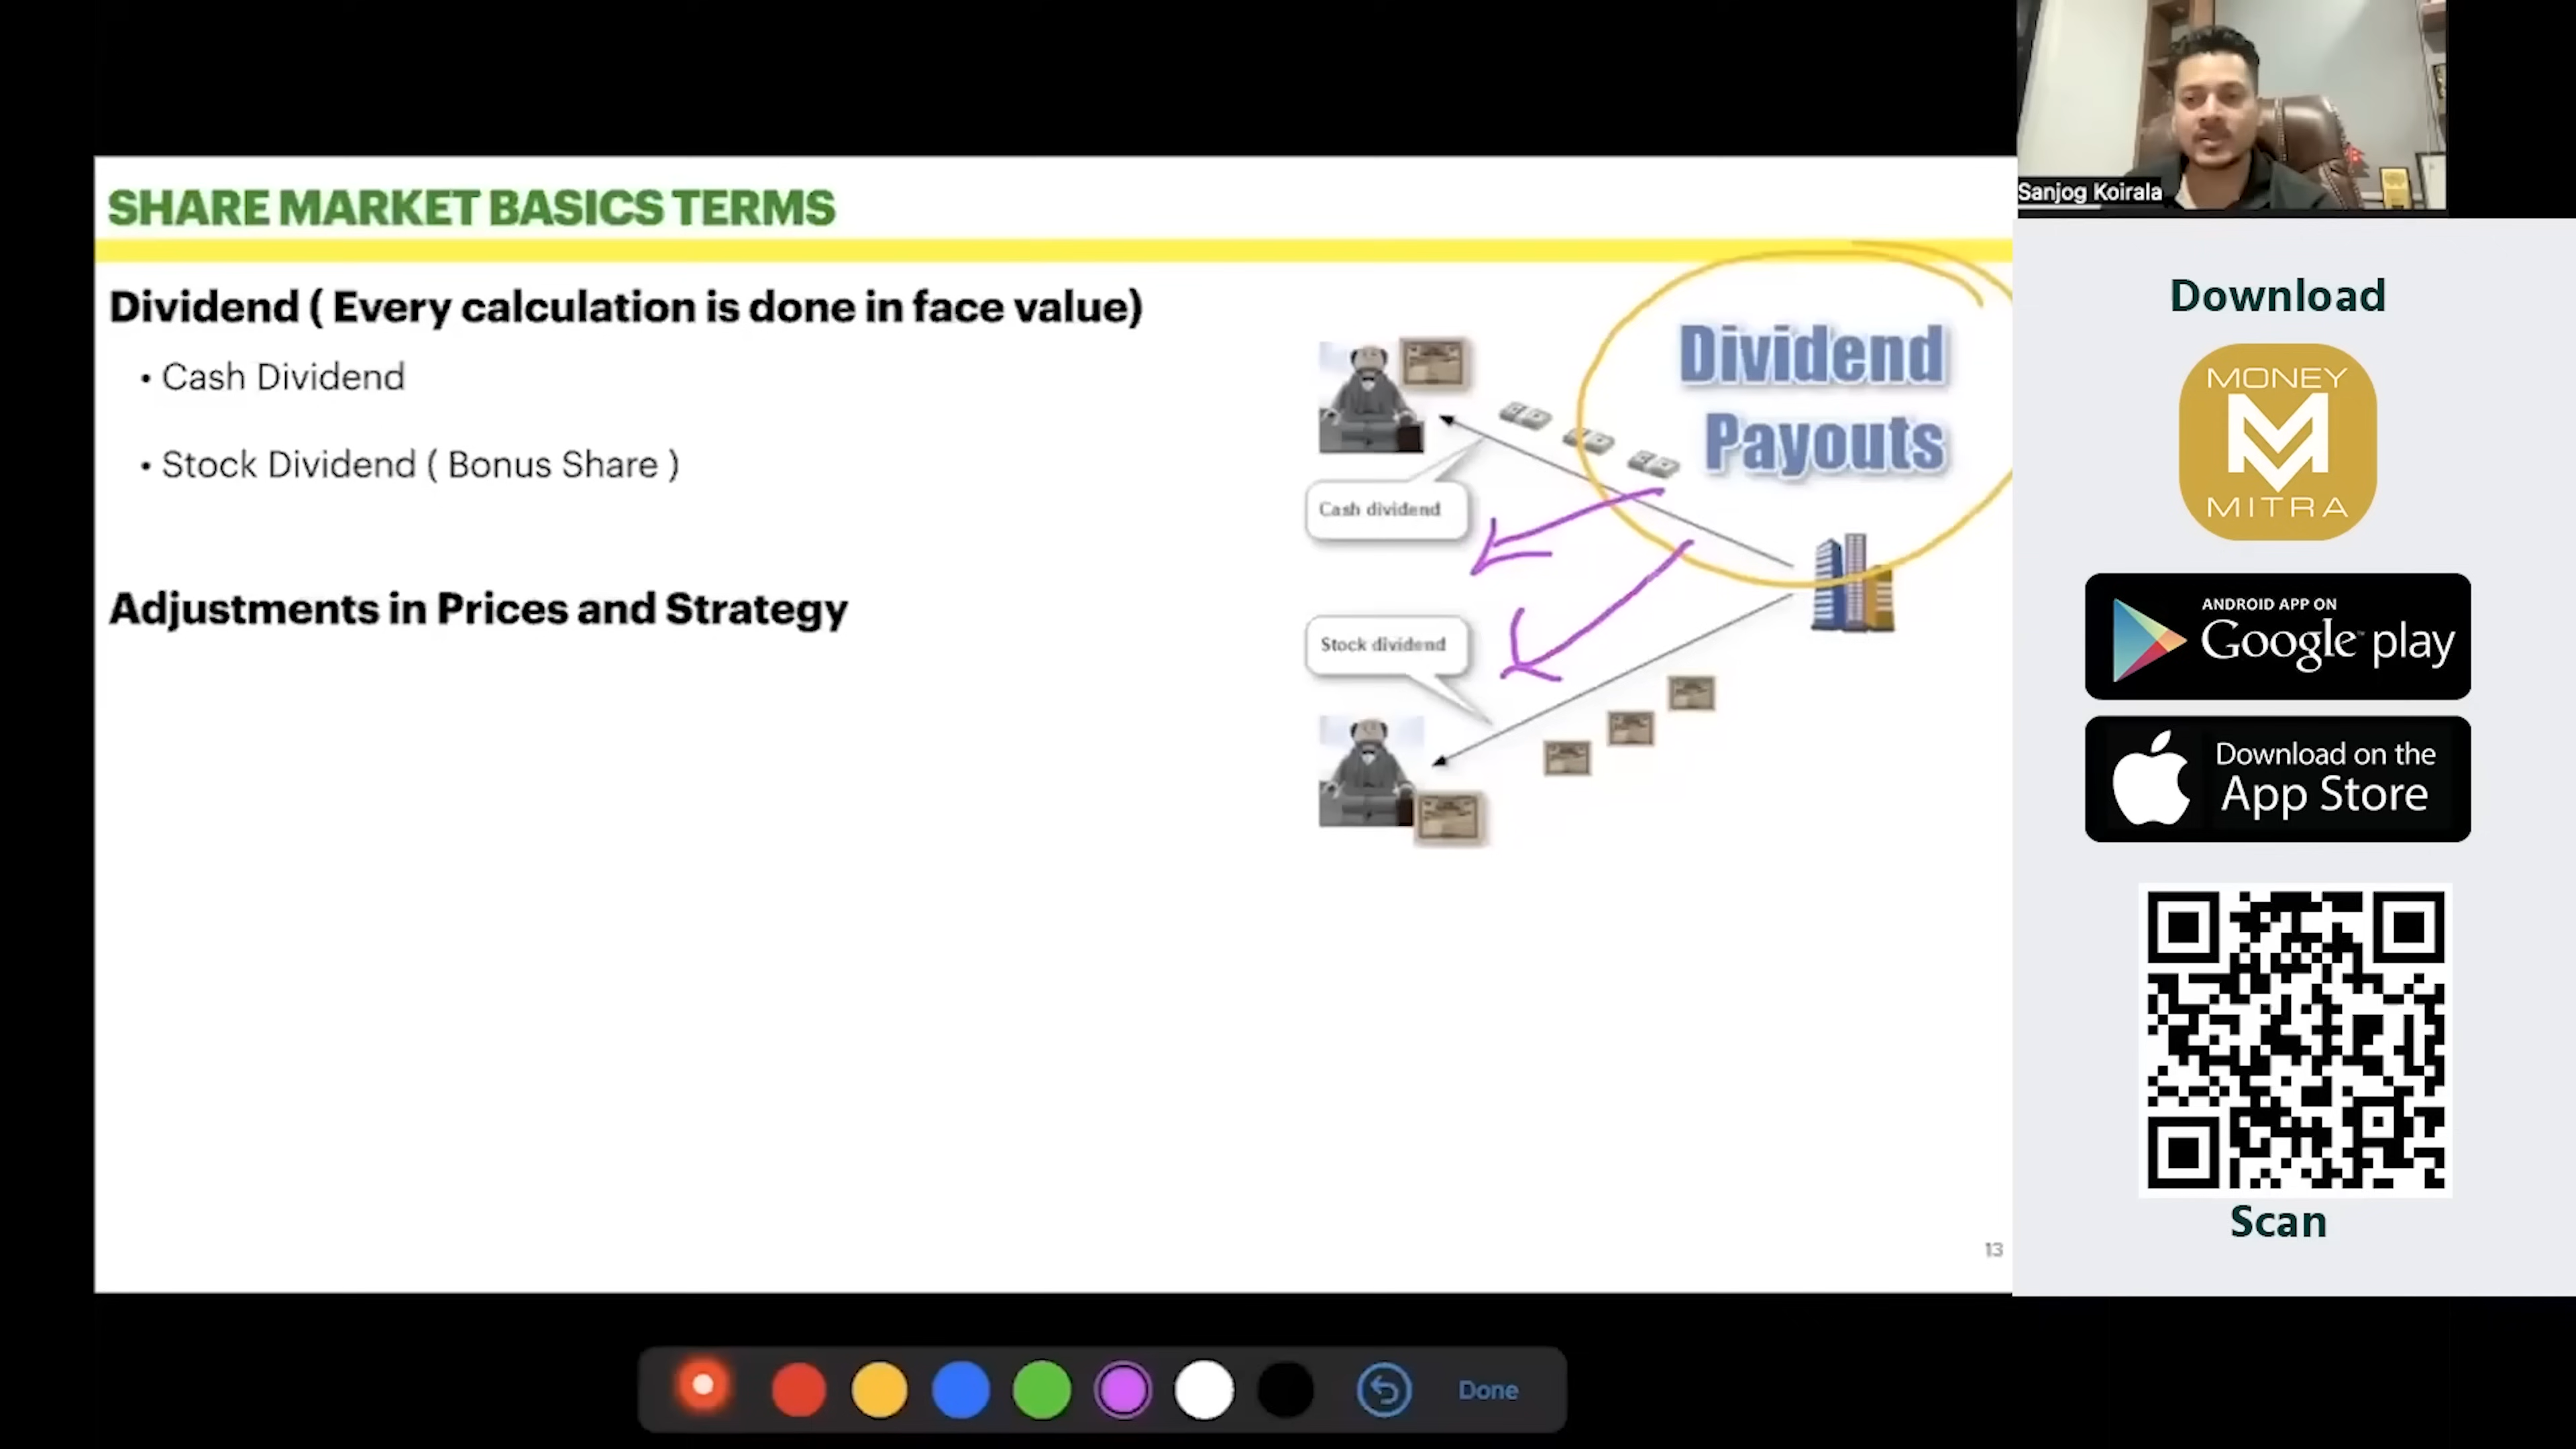 Sanjog Koirala
SHARE MARKET BASICS TERMS
Dividend ( Every calculation is done in face value)
• Cash Dividend
• Stock Dividend ( Bonus Share )
Adjustments in Prices and Strategy
Dividend
Payouts
Cash dividend
Stock dividend
13
Download
MONEY
MITRA
ANDROID APP ON
Google play
Download on the
App Store
Scan
Done